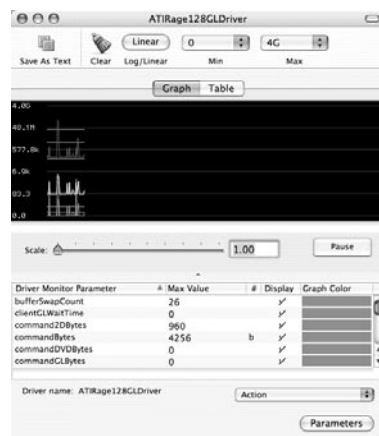 ATIRage128GLDriver
Linear 0 4G
Save As Text Clear Log/Linear Min Max
Graph Table
4.0G
40.1M
577.8k
6.9k
83.3
0.0
Scale: 1.00 Pause
Driver Monitor Parameter Max Value # Display Graph Color
bufferSwapCount 26
clientGLWaitTime 0
command2DBytes 960
commandBytes 4256 b
commandDVDBytes 0
commandGLBytes 0
Driver name: ATIRage128GLDriver Action
Parameters